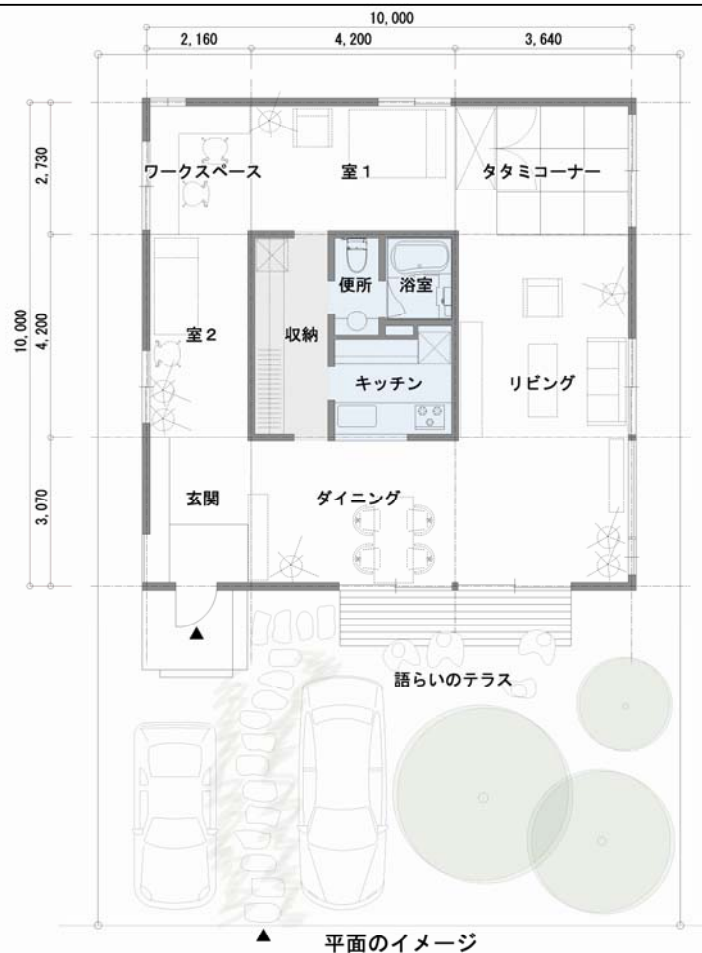 10,000
2,160 4,200 3,640
2,730
10,000
4,200
3,070
ワークスペース 室1 タタミコーナー
便所 浴室
室2 収納
キッチン リビング
玄関 ダイニング
▲
語らいのテラス
▲
平面のイメージ